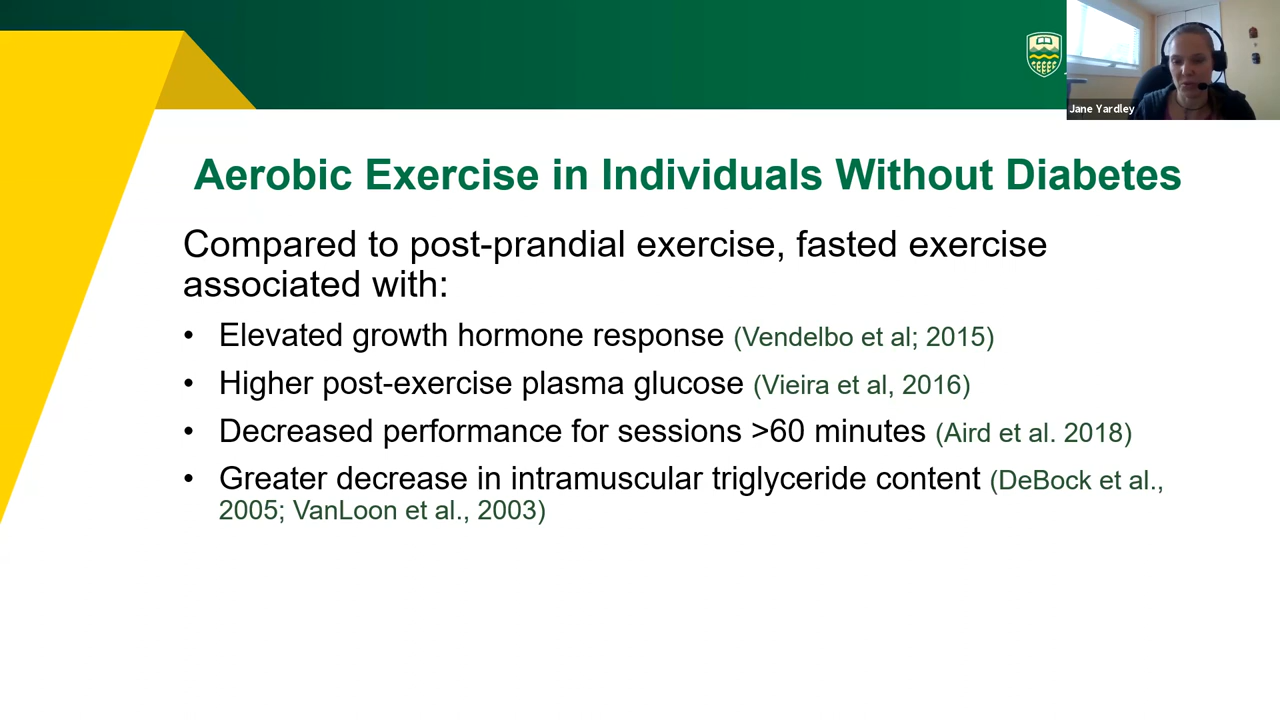 Jane Yardley
Aerobic Exercise in Individuals Without Diabetes
Compared to post-prandial exercise, fasted exercise
associated with:
• Elevated growth hormone response (Vendelbo et al; 2015)
• Higher post-exercise plasma glucose (Vieira et al, 2016)
• Decreased performance for sessions >60 minutes (Aird et al. 2018)
• Greater decrease in intramuscular triglyceride content (DeBock et al.,
2005; VanLoon et al., 2003)